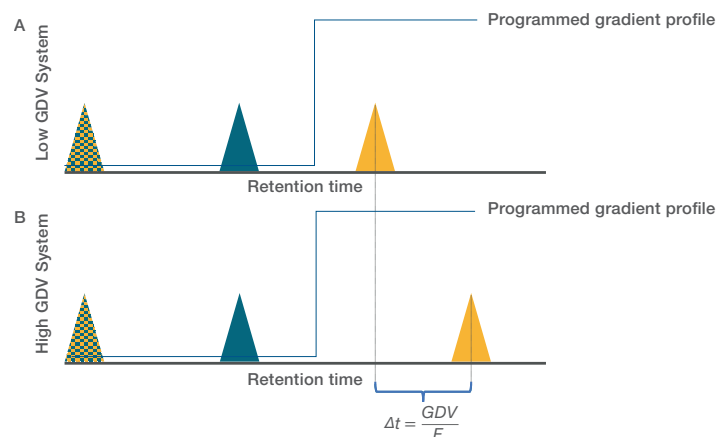 A
Low GDV System
Programmed gradient profile
Retention time
B
High GDV System
Programmed gradient profile
Retention time
Δt = GDV
F